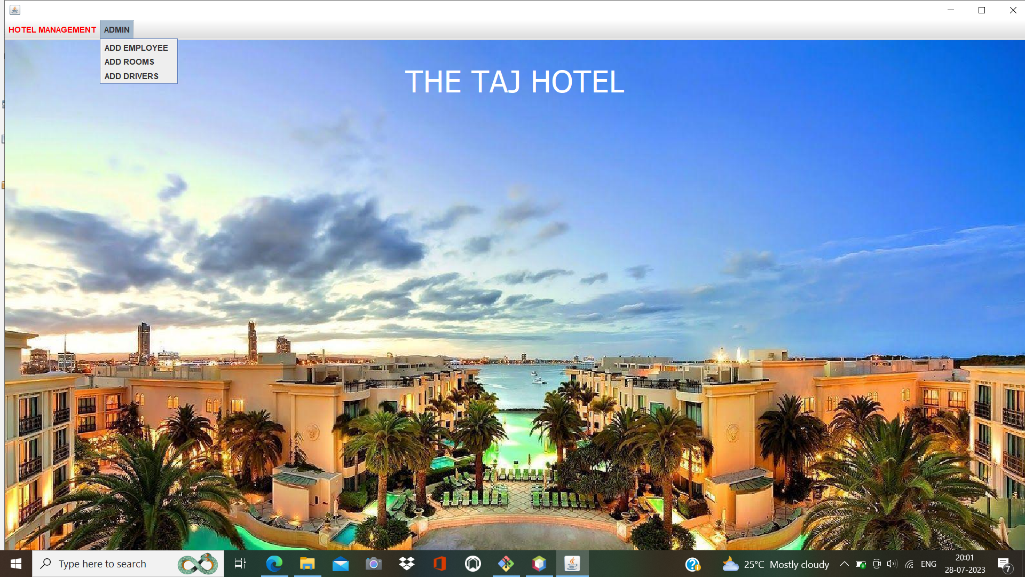 HOTEL MANAGEMENT ADMIN
ADD EMPLOYEE
ADD ROOMS
ADD DRIVERS
THE TAJ HOTEL
Type here to search
25°C Mostly cloudy
ENG
20:01
28-07-2023
7